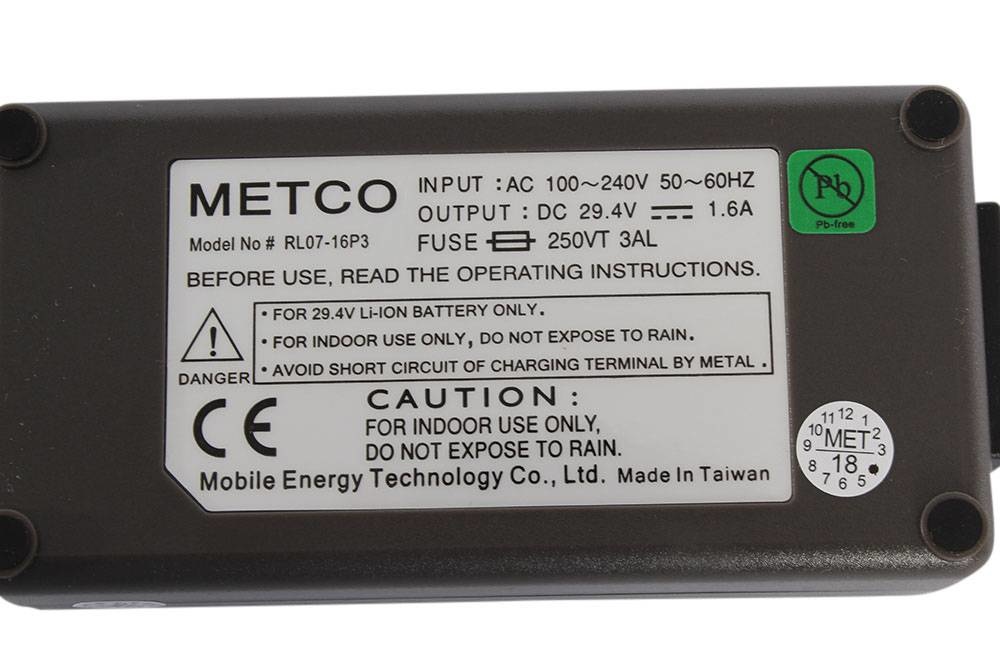 METCO
Model No # RL07-16P3
INPUT : AC 100~240V 50~60HZ
OUTPUT : DC 29.4V ⎓ 1.6A
FUSE 250VT 3AL
Pb
Pb-free
BEFORE USE, READ THE OPERATING INSTRUCTIONS.
!
DANGER
• FOR 29.4V Li-ION BATTERY ONLY.
• FOR INDOOR USE ONLY, DO NOT EXPOSE TO RAIN.
• AVOID SHORT CIRCUIT OF CHARGING TERMINAL BY METAL .
CE
CAUTION :
FOR INDOOR USE ONLY,
DO NOT EXPOSE TO RAIN.
Mobile Energy Technology Co., Ltd. Made In Taiwan
11 12 1
10 MET 2
9 3
8 18
7 6 5